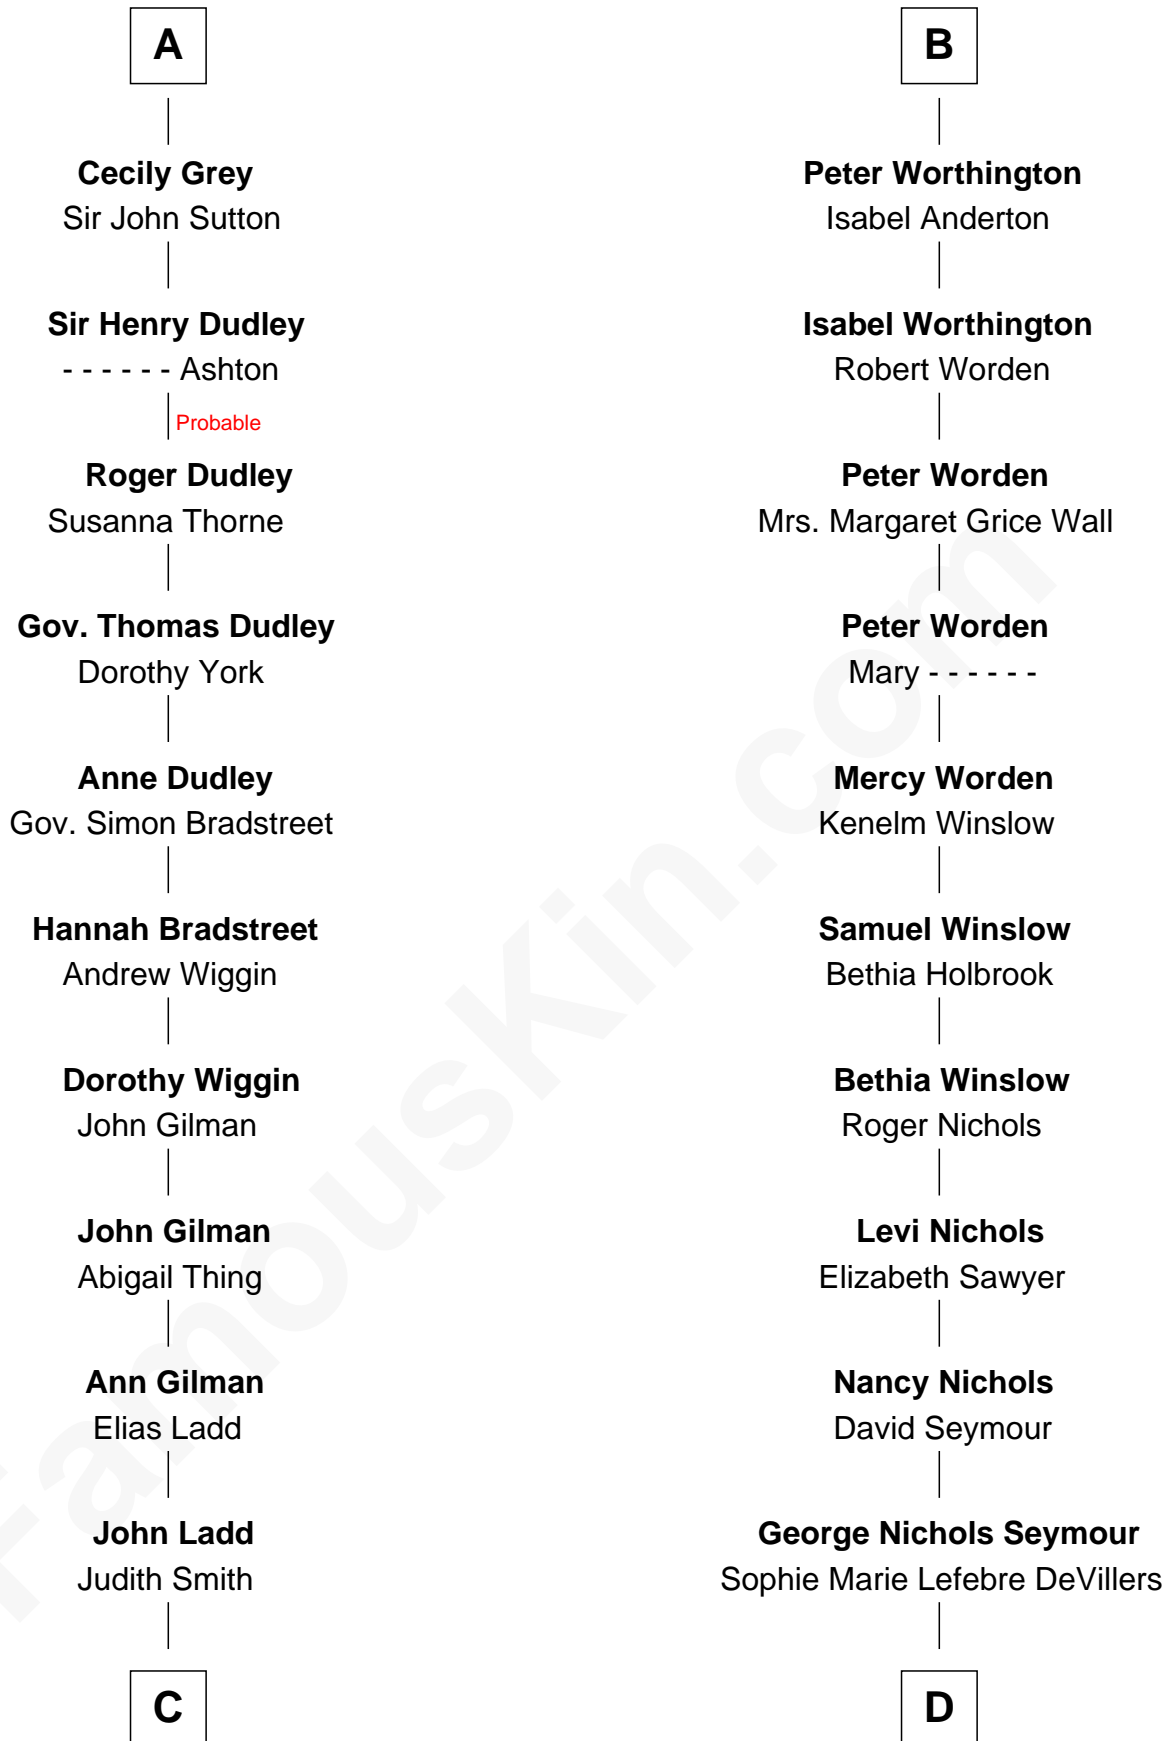 A
Cecily Grey
Sir John Sutton
Sir Henry Dudley
- - - - - - Ashton
Probable
Roger Dudley
Susanna Thorne
Gov. Thomas Dudley
Dorothy York
Anne Dudley
Gov. Simon Bradstreet
Hannah Bradstreet
Andrew Wiggin
Dorothy Wiggin
John Gilman
John Gilman
Abigail Thing
Ann Gilman
Elias Ladd
John Ladd
Judith Smith
C
B
Peter Worthington
Isabel Anderton
Isabel Worthington
Robert Worden
Peter Worden
Mrs. Margaret Grice Wall
Peter Worden
Mary - - - - - -
Mercy Worden
Kenelm Winslow
Samuel Winslow
Bethia Holbrook
Bethia Winslow
Roger Nichols
Levi Nichols
Elizabeth Sawyer
Nancy Nichols
David Seymour
George Nichols Seymour
Sophie Marie Lefebre DeVillers
D
FamousKin.com